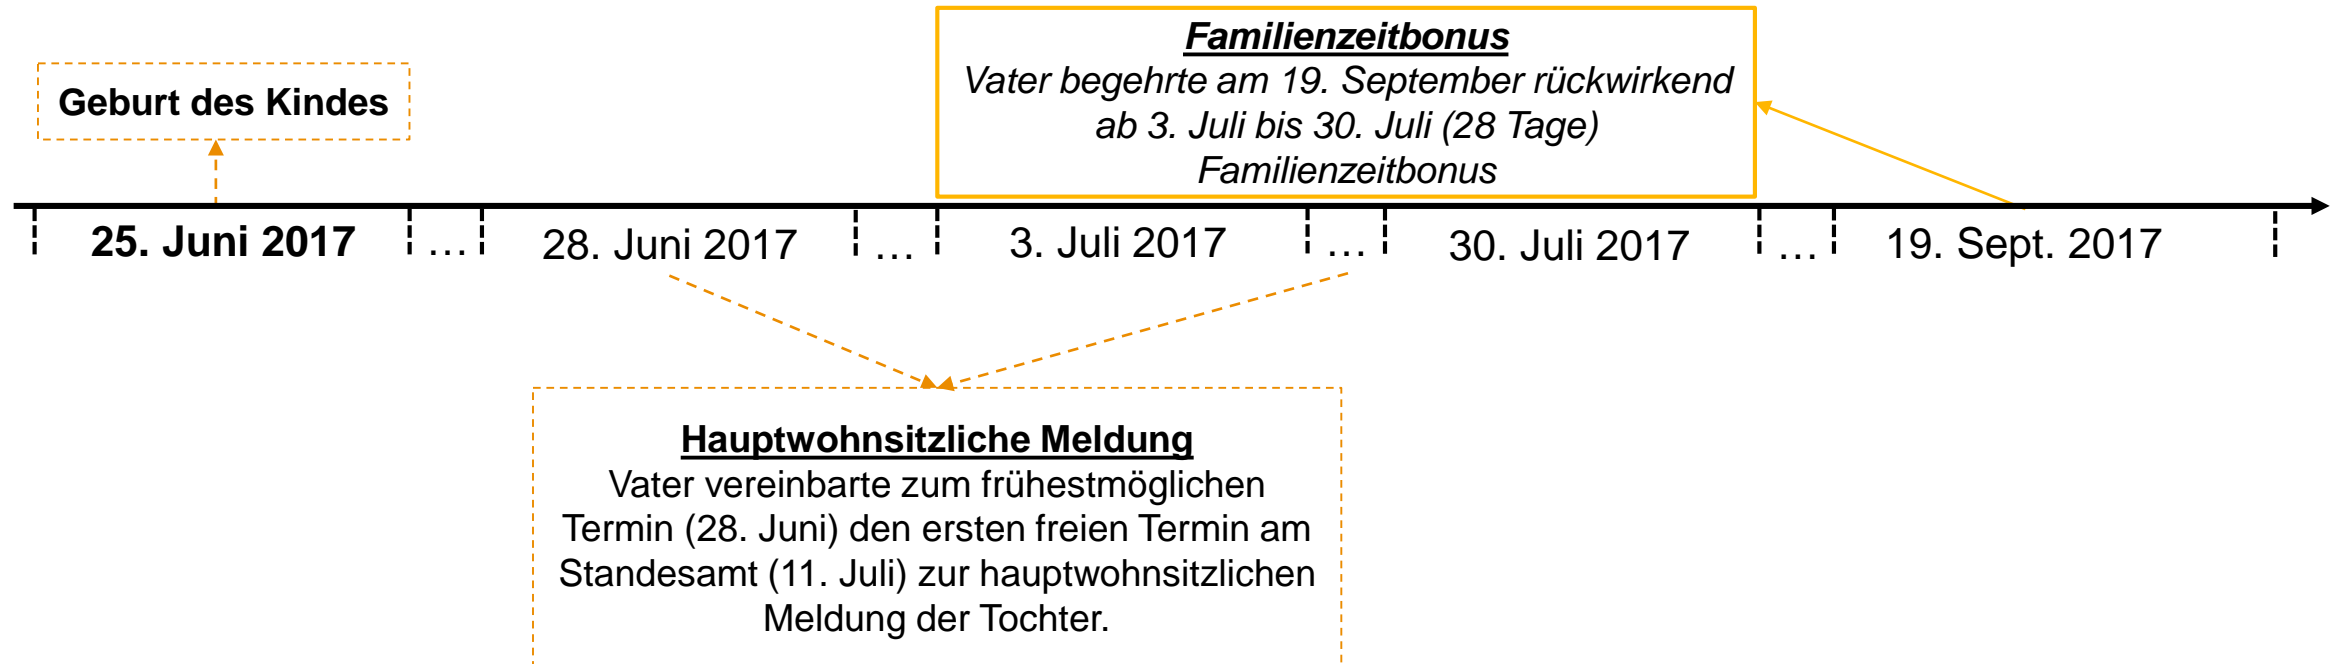 Familienzeitbonus
Vater begehrte am 19. September rückwirkend
ab 3. Juli bis 30. Juli (28 Tage)
Familienzeitbonus
Geburt des Kindes
25. Juni 2017 … 28. Juni 2017 … 3. Juli 2017 … 30. Juli 2017 … 19. Sept. 2017
Hauptwohnsitzliche Meldung
Vater vereinbarte zum frühestmöglichen
Termin (28. Juni) den ersten freien Termin am
Standesamt (11. Juli) zur hauptwohnsitzlichen
Meldung der Tochter.